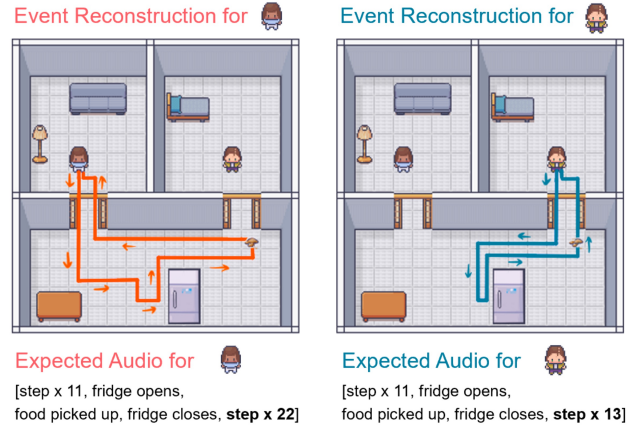 Event Reconstruction for
Event Reconstruction for
Expected Audio for
[step x 11, fridge opens,
food picked up, fridge closes, step x 22]
Expected Audio for
[step x 11, fridge opens,
food picked up, fridge closes, step x 13]